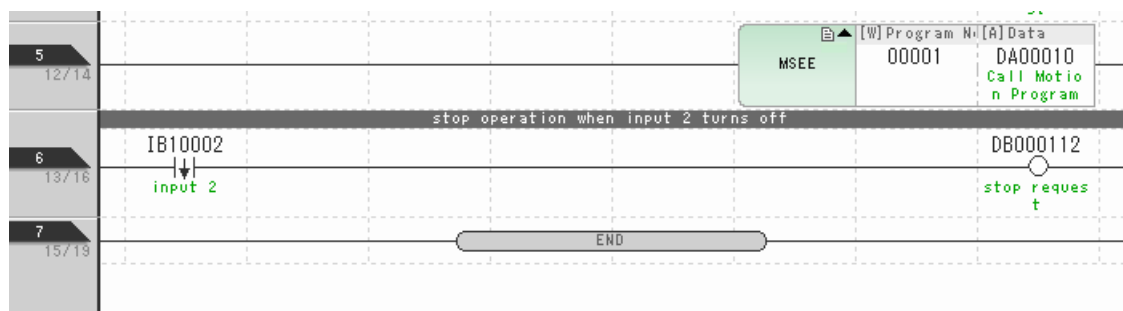 5
12/14
MSEE
[W]Program N
[A]Data
00001
DA00010
Call Motio
n Program
stop operation when input 2 turns off
6
13/16
IB10002
input 2
DB000112
stop reques
t
7
15/19
END